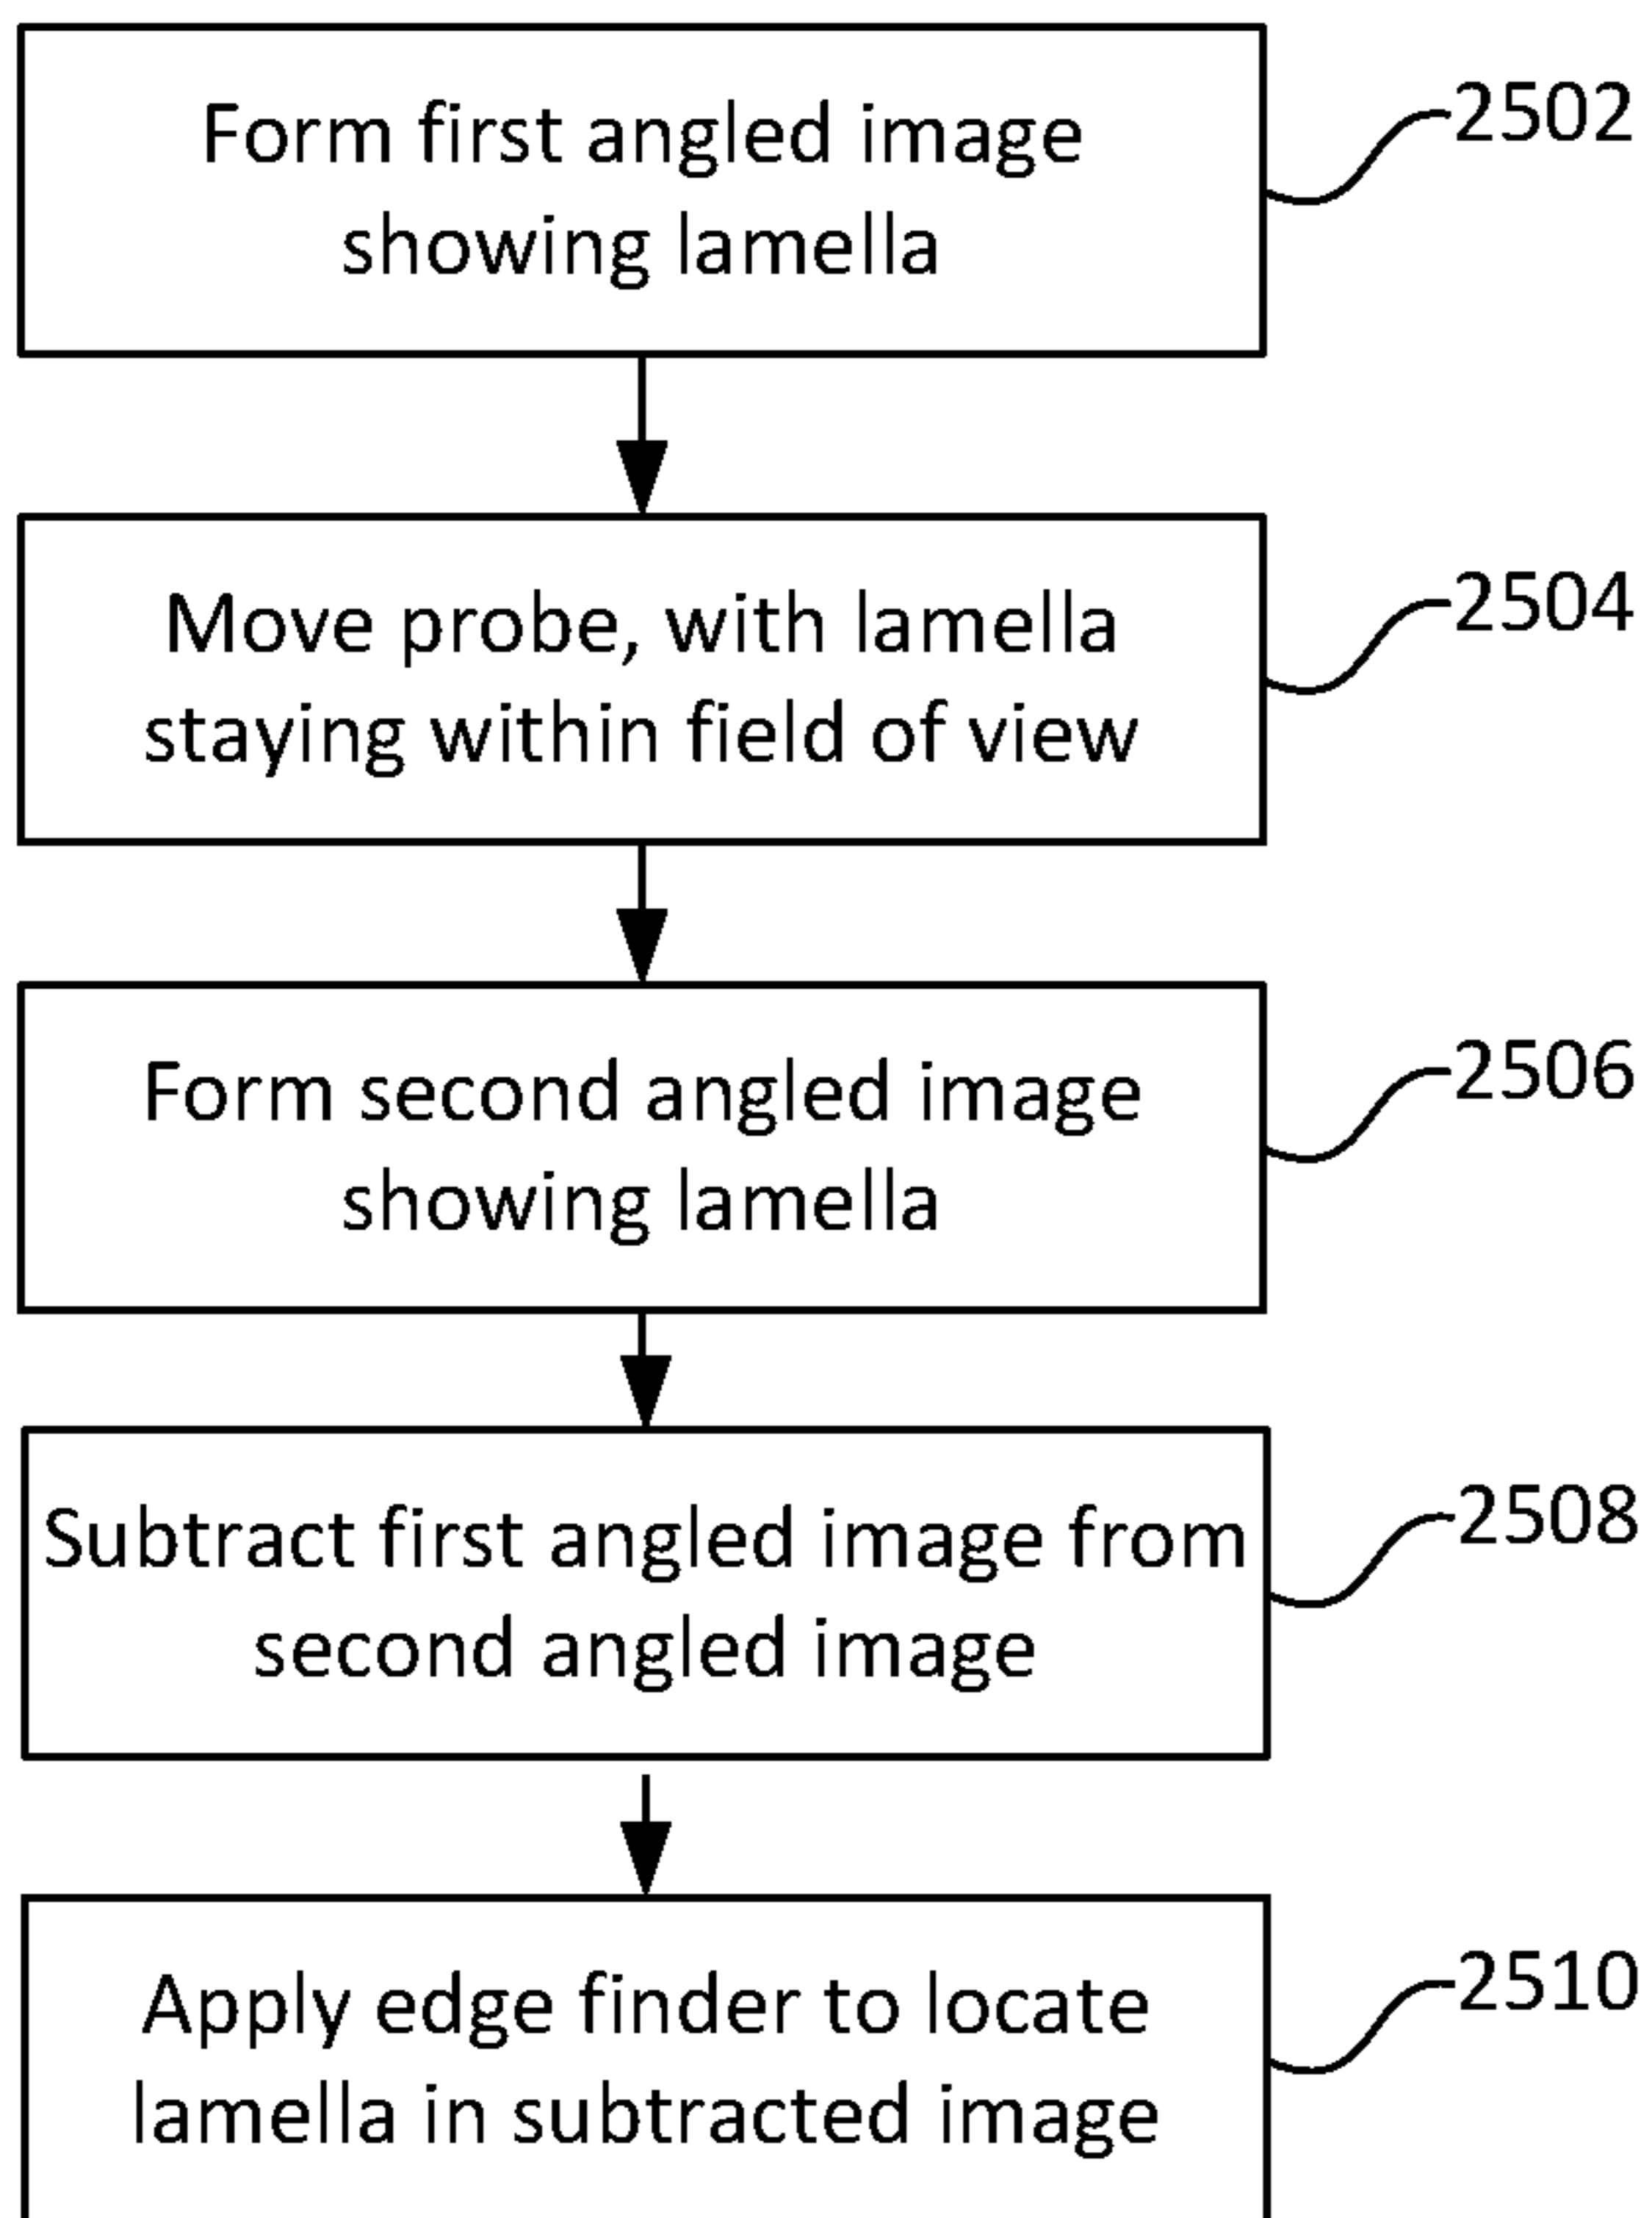 Form first angled image
showing lamella
2502
Move probe, with lamella
staying within field of view
2504
Form second angled image
showing lamella
2506
Subtract first angled image from
second angled image
2508
Apply edge finder to locate
lamella in subtracted image
2510